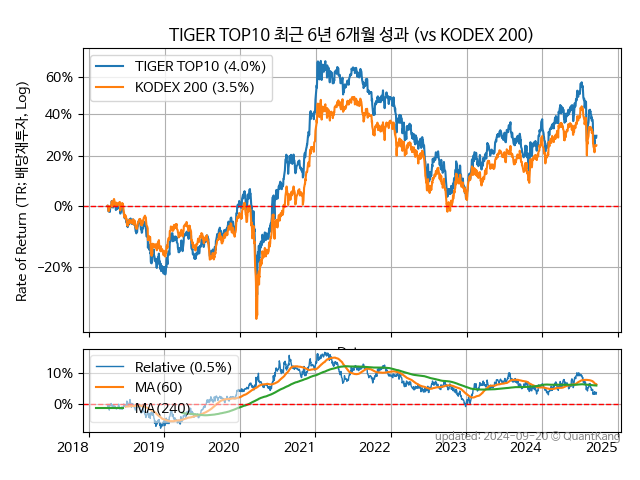 TIGER TOP10 최근 6년 6개월 성과 (vs KODEX 200)
Rate of Return (TR: 배당재투자, Log)
60%
40%
20%
0%
−20%
TIGER TOP10 (4.0%)
KODEX 200 (3.5%)
10%
0%
Relative (0.5%)
MA(60)
MA(240)
2018 2019 2020 2021 2022 2023 2024 2025
updated: 2024-09-20 © QuantKang